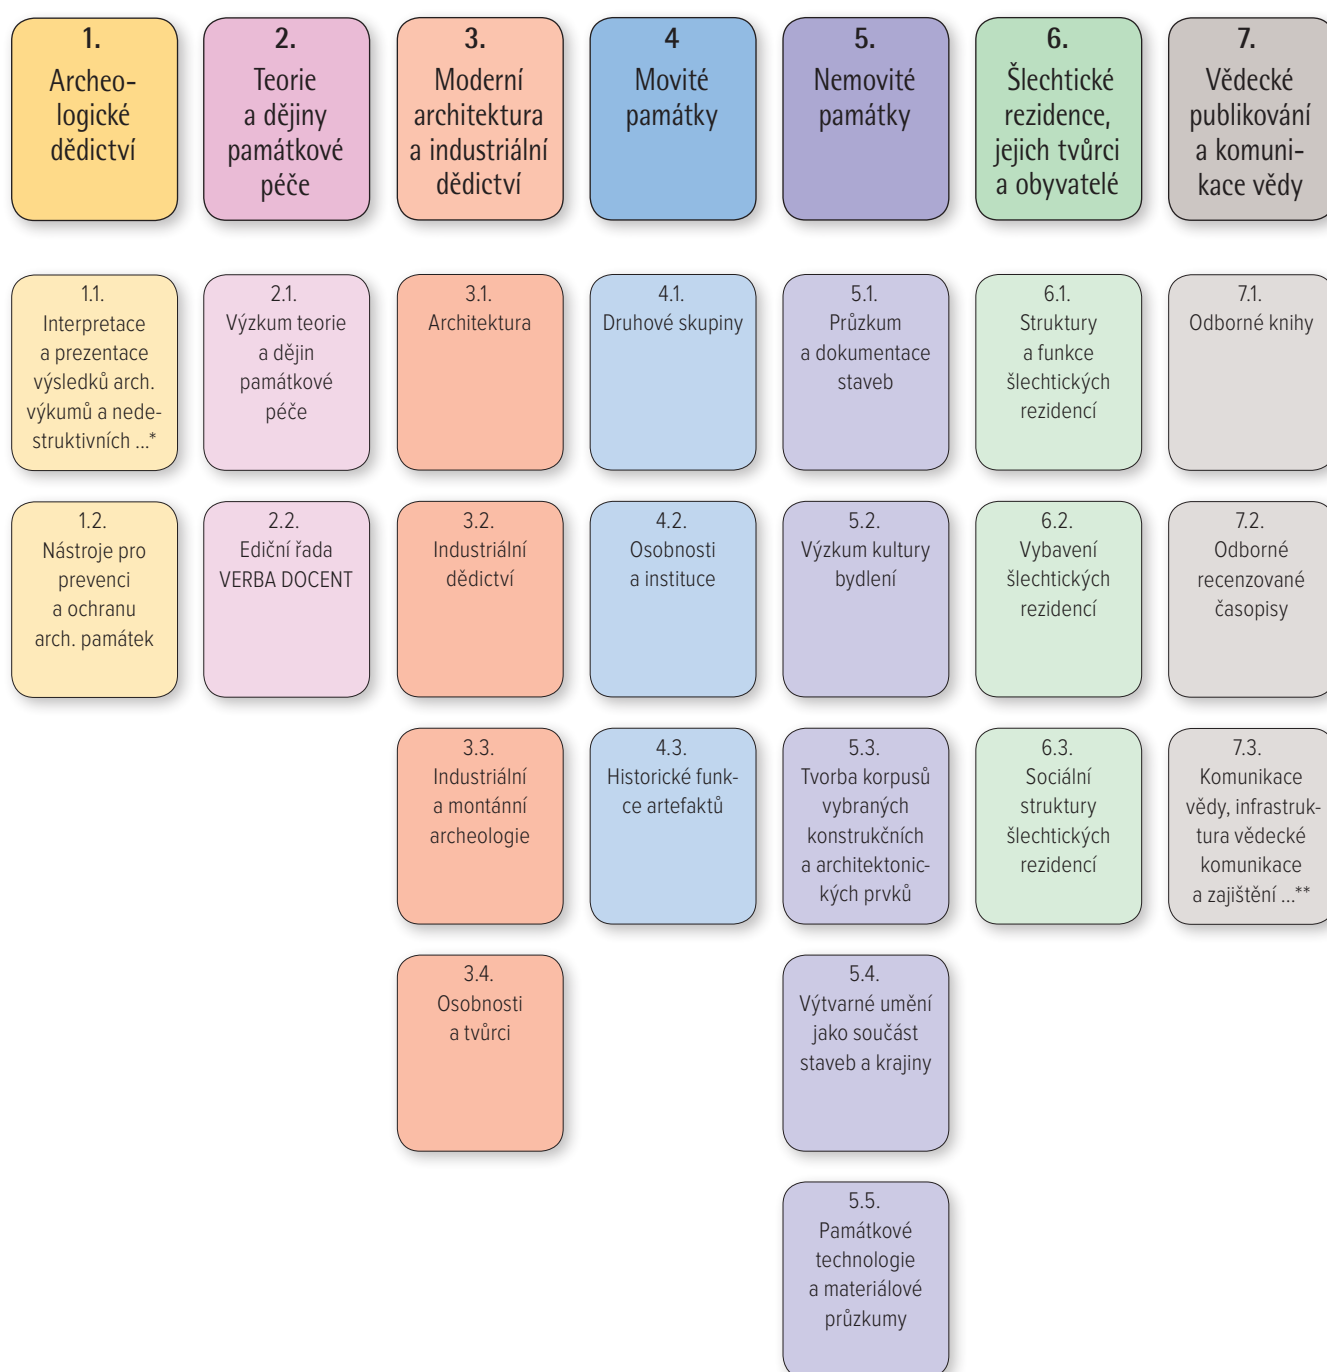 1.
Archeo-
logické
dědictví
2.
Teorie
a dějiny
památkové
péče
3.
Moderní
architektura
a industriální
dědictví
4
Movité
památky
5.
Nemovité
památky
6.
Šlechtické
rezidence,
jejich tvůrci
a obyvatelé
7.
Vědecké
publikování
a komuni-
kace vědy
1.1.
Interpretace
a prezentace
výsledků arch.
výkumů a nede-
struktivních ...*
2.1.
Výzkum teorie
a dějin
památkové
péče
3.1.
Architektura
4.1.
Druhové skupiny
5.1.
Průzkum
a dokumentace
staveb
6.1.
Struktury
a funkce
šlechtických
rezidencí
7.1.
Odborné knihy
1.2.
Nástroje pro
prevenci
a ochranu
arch. památek
2.2.
Ediční řada
VERBA DOCENT
3.2.
Industriální
dědictví
4.2.
Osobnosti
a instituce
5.2.
Výzkum kultury
bydlení
6.2.
Vybavení
šlechtických
rezidencí
7.2.
Odborné
recenzované
časopisy
3.3.
Industriální
a montánní
archeologie
4.3.
Historické funk-
ce artefaktů
5.3.
Tvorba korpusů
vybraných
konstrukčních
a architektonic-
kých prvků
6.3.
Sociální
struktury
šlechtických
rezidencí
7.3.
Komunikace
vědy, infrastruk-
tura vědecké
komunikace
a zajištění ...**
3.4.
Osobnosti
a tvůrci
5.4.
Výtvarné umění
jako součást
staveb a krajiny
5.5.
Památkové
technologie
a materiálové
průzkumy